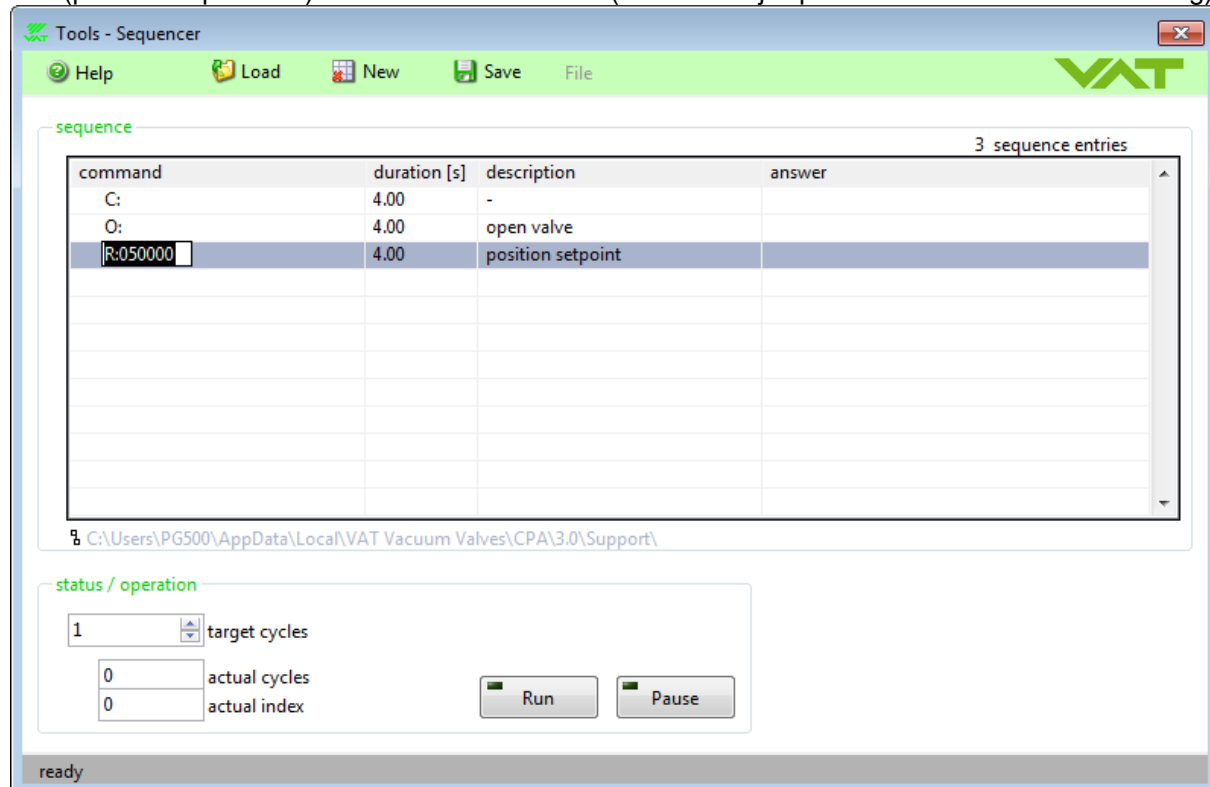 Tools - Sequencer
Help Load New Save File VAT
sequence
3 sequence entries
command duration [s] description answer
C: 4.00 -
O: 4.00 open valve
R:050000 4.00 position setpoint
C:\Users\PG500\AppData\Local\VAT Vacuum Valves\CPA\3.0\Support\
status / operation
1 target cycles
0 actual cycles
0 actual index
Run Pause
ready